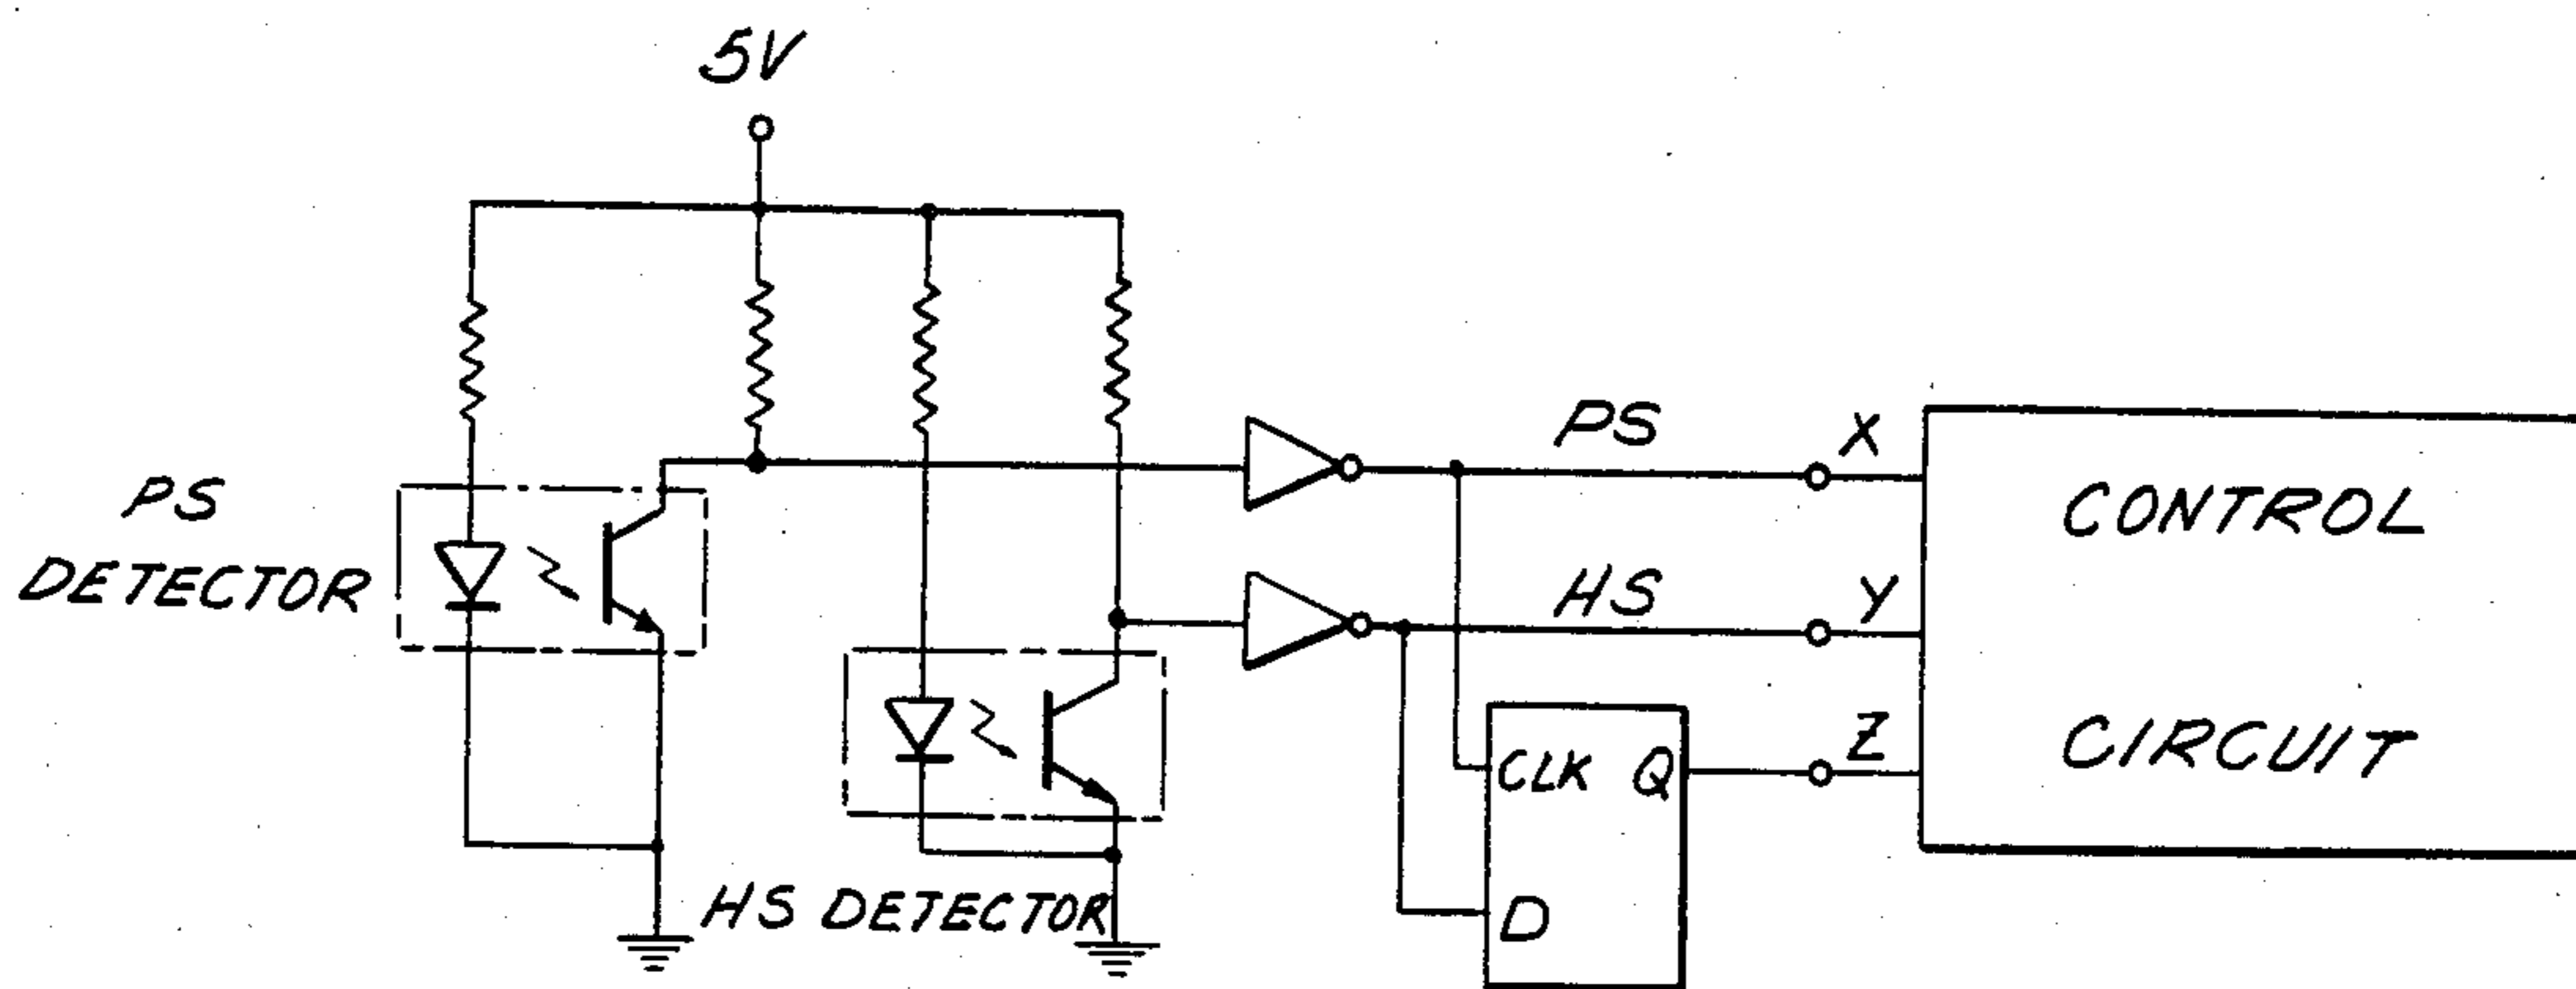 5V
PS
DETECTOR
HS DETECTOR
PS
HS
X
Y
Z
CLK Q
D
CONTROL
CIRCUIT